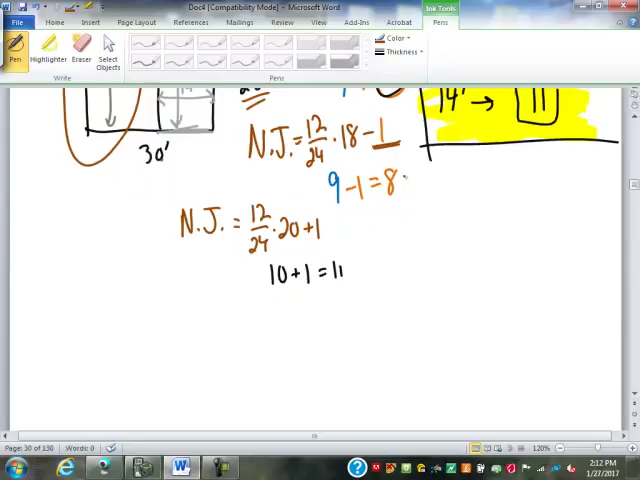 Doc4 [Compatibility Mode] - Microsoft Word
Ink Tools
File Home Insert Page Layout References Mailings Review View Add-Ins Acrobat Pens
Pen Highlighter Eraser Select Objects
Color
Thickness
Write Pens
14' → 11
N.J. = 12/24 · 18 - 1
30'
9 - 1 = 8
N.J. = 12/24 · 20 + 1
10 + 1 = 11
Page: 30 of 130 Words: 0 120%
2:12 PM
1/27/2017